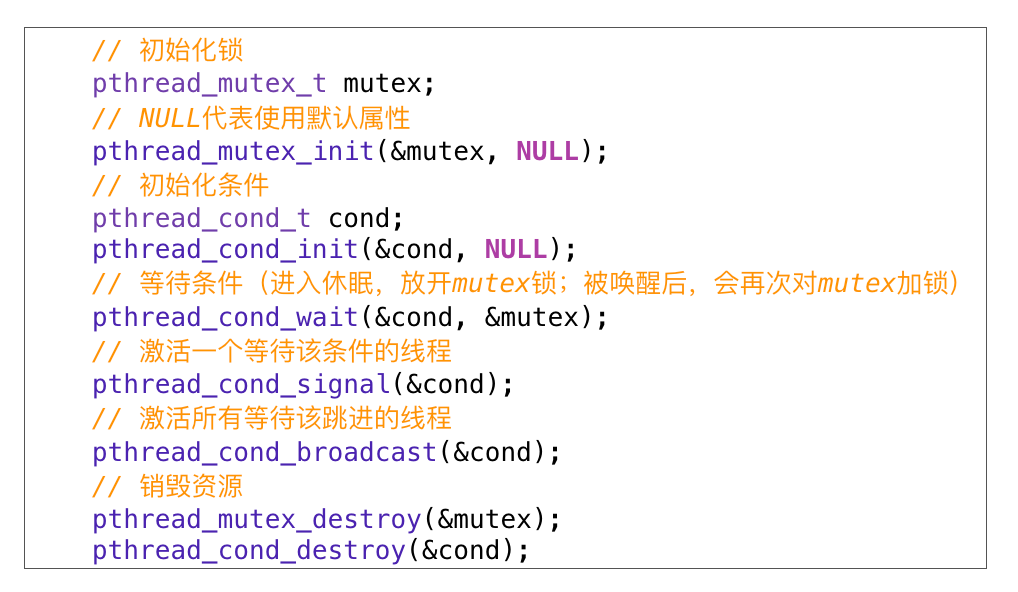 // 初始化锁
pthread_mutex_t mutex;
// NULL代表使用默认属性
pthread_mutex_init(&mutex, NULL);
// 初始化条件
pthread_cond_t cond;
pthread_cond_init(&cond, NULL);
// 等待条件（进入休眠，放开mutex锁；被唤醒后，会再次对mutex加锁）
pthread_cond_wait(&cond, &mutex);
// 激活一个等待该条件的线程
pthread_cond_signal(&cond);
// 激活所有等待该跳进的线程
pthread_cond_broadcast(&cond);
// 销毁资源
pthread_mutex_destroy(&mutex);
pthread_cond_destroy(&cond);